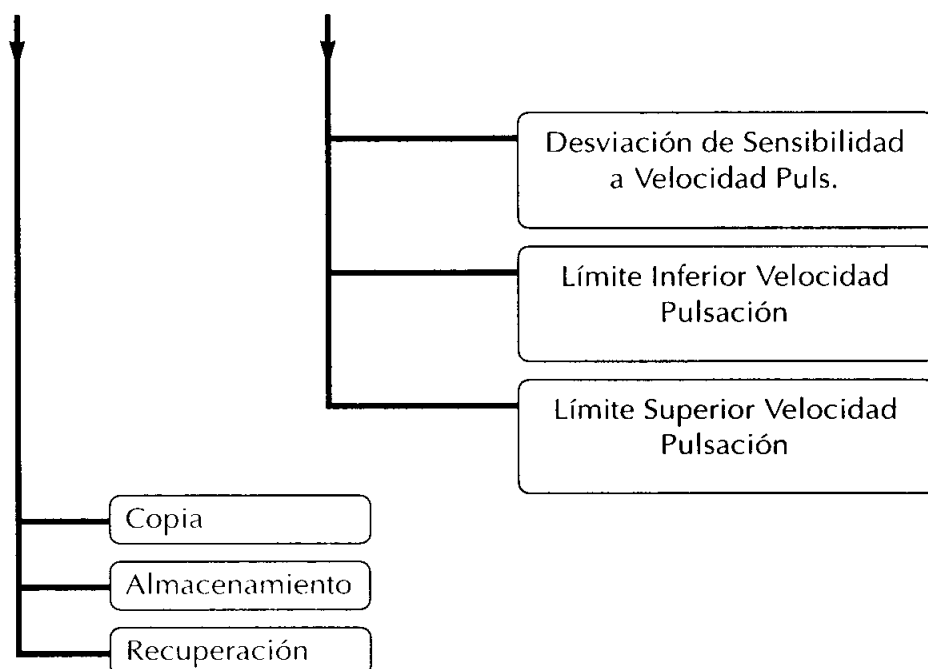 Desviación de Sensibilidad
a Velocidad Puls.
Límite Inferior Velocidad
Pulsación
Límite Superior Velocidad
Pulsación
Copia
Almacenamiento
Recuperación